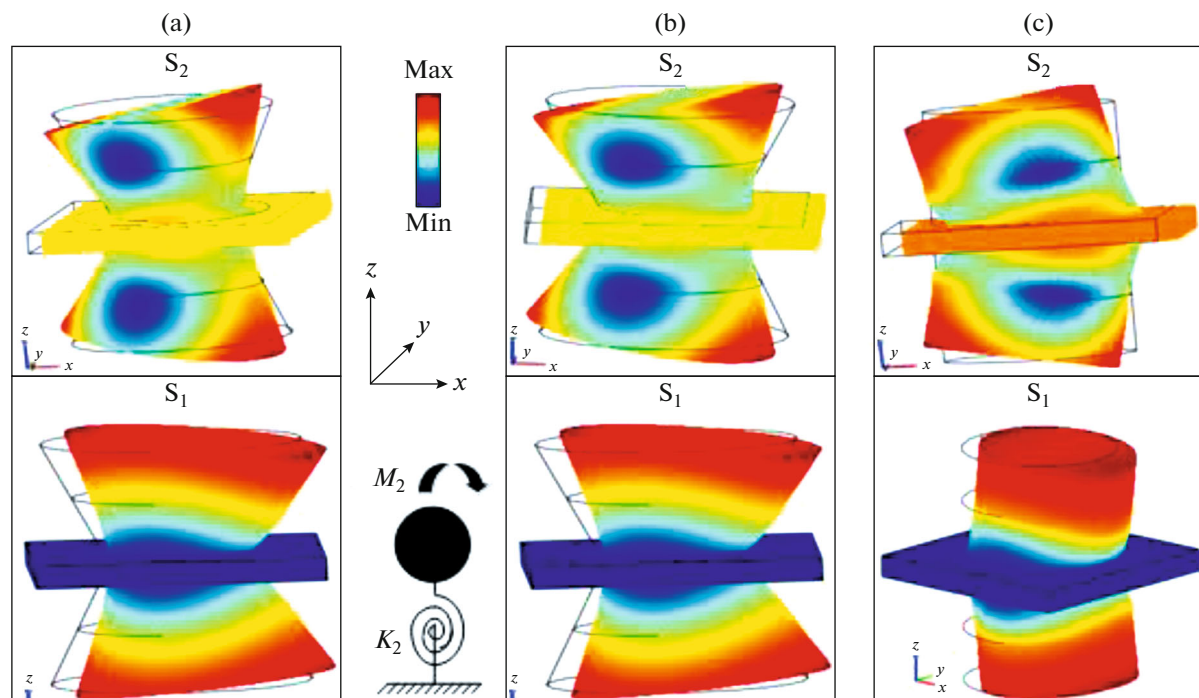 (a)
(b)
(c)
S₂
S₂
S₂
Max
Min
z
y
x
z
y
x
z
y
x
z
y
x
S₁
S₁
S₁
M₂
K₂
z
z
z
y
x